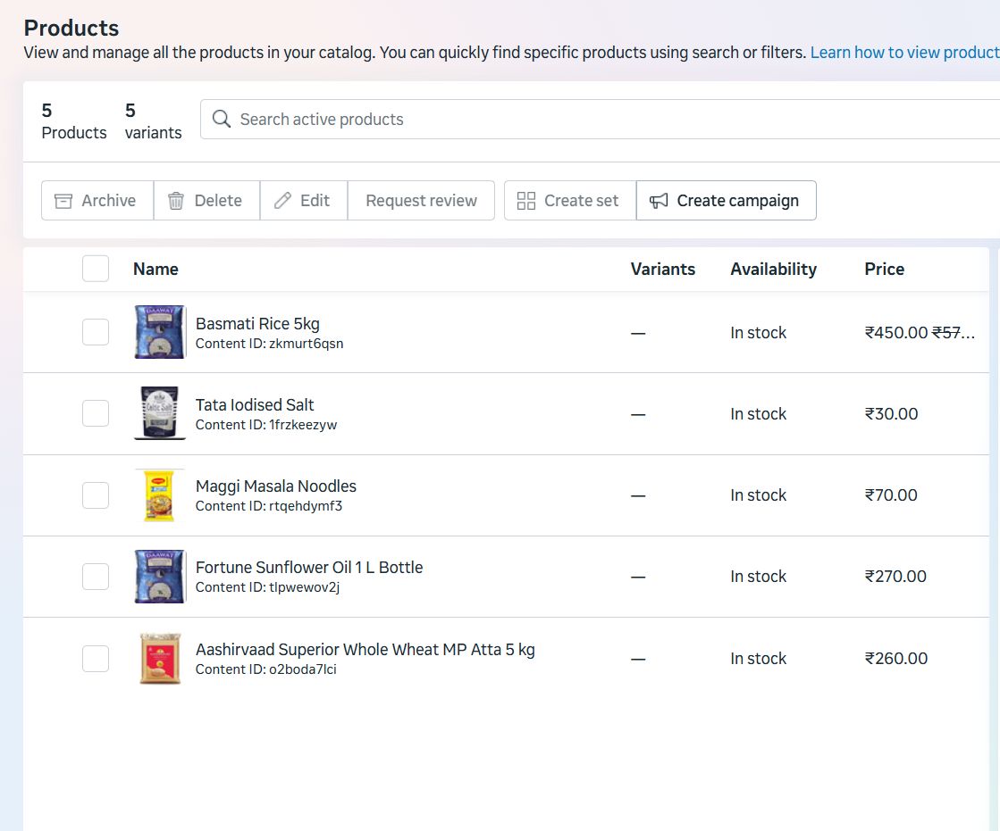 Products
View and manage all the products in your catalog. You can quickly find specific products using search or filters. Learn how to view product
5 5
Products variants
Search active products
Archive Delete Edit Request review Create set Create campaign
Name Variants Availability Price
DAAWAT
Basmati Rice 5kg
Content ID: zkmurt6qsn
— In stock ₹450.00 ₹57...
Celtic Salt
Tata Iodised Salt
Content ID: 1frzkeezyw
— In stock ₹30.00
Maggi
Maggi Masala Noodles
Content ID: rtqehdymf3
— In stock ₹70.00
DAAWAT
Fortune Sunflower Oil 1 L Bottle
Content ID: tlpwewov2j
— In stock ₹270.00
Aashirvaad Superior Whole Wheat MP Atta 5 kg
Content ID: o2boda7lci
— In stock ₹260.00